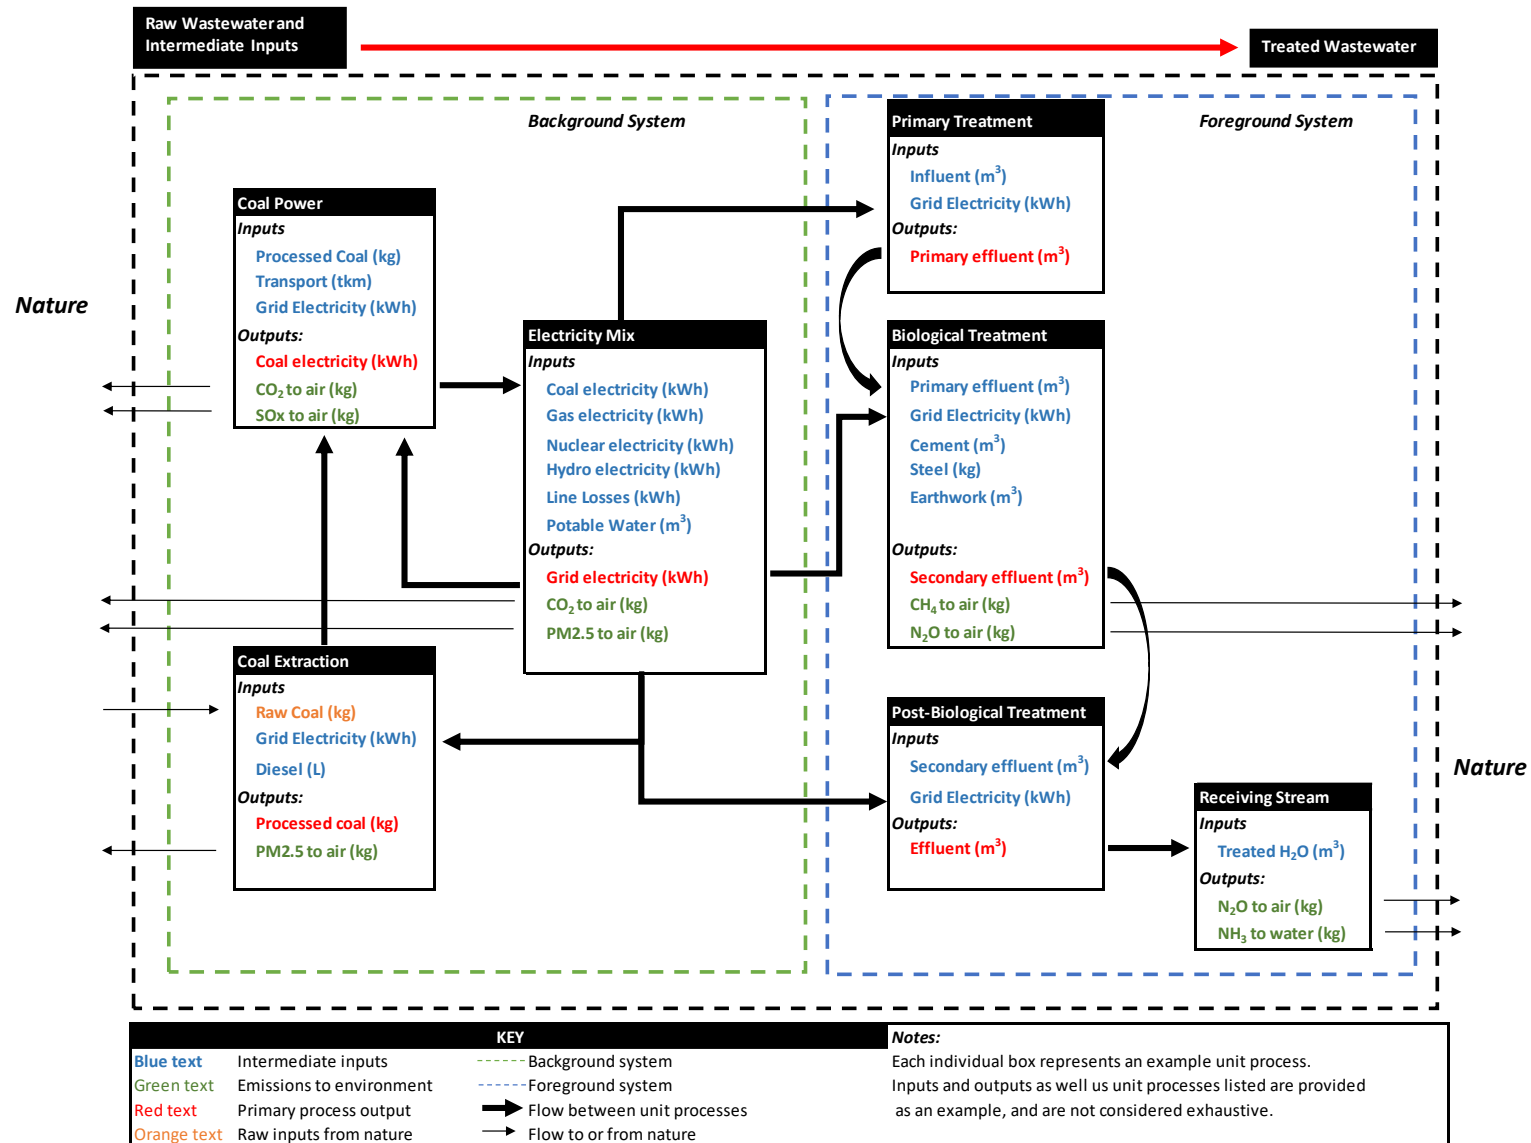 Raw Wastewater and
Intermediate Inputs
Treated Wastewater
Background System
Foreground System
Nature
Coal Power
Inputs
Processed Coal (kg)
Transport (tkm)
Grid Electricity (kWh)
Outputs:
Coal electricity (kWh)
CO₂ to air (kg)
SOx to air (kg)
Coal Extraction
Inputs
Raw Coal (kg)
Grid Electricity (kWh)
Diesel (L)
Outputs:
Processed coal (kg)
PM2.5 to air (kg)
Electricity Mix
Inputs
Coal electricity (kWh)
Gas electricity (kWh)
Nuclear electricity (kWh)
Hydro electricity (kWh)
Line Losses (kWh)
Potable Water (m³)
Outputs:
Grid electricity (kWh)
CO₂ to air (kg)
PM2.5 to air (kg)
Primary Treatment
Inputs
Influent (m³)
Grid Electricity (kWh)
Outputs:
Primary effluent (m³)
Biological Treatment
Inputs
Primary effluent (m³)
Grid Electricity (kWh)
Cement (m³)
Steel (kg)
Earthwork (m³)
Outputs:
Secondary effluent (m³)
CH₄ to air (kg)
N₂O to air (kg)
Post-Biological Treatment
Inputs
Secondary effluent (m³)
Grid Electricity (kWh)
Outputs:
Effluent (m³)
Receiving Stream
Inputs
Treated H₂O (m³)
Outputs:
N₂O to air (kg)
NH₃ to water (kg)
Nature
KEY
Blue text Intermediate inputs
Green text Emissions to environment
Red text Primary process output
Orange text Raw inputs from nature
Background system
Foreground system
Flow between unit processes
Flow to or from nature
Notes:
Each individual box represents an example unit process.
Inputs and outputs as well us unit processes listed are provided
as an example, and are not considered exhaustive.